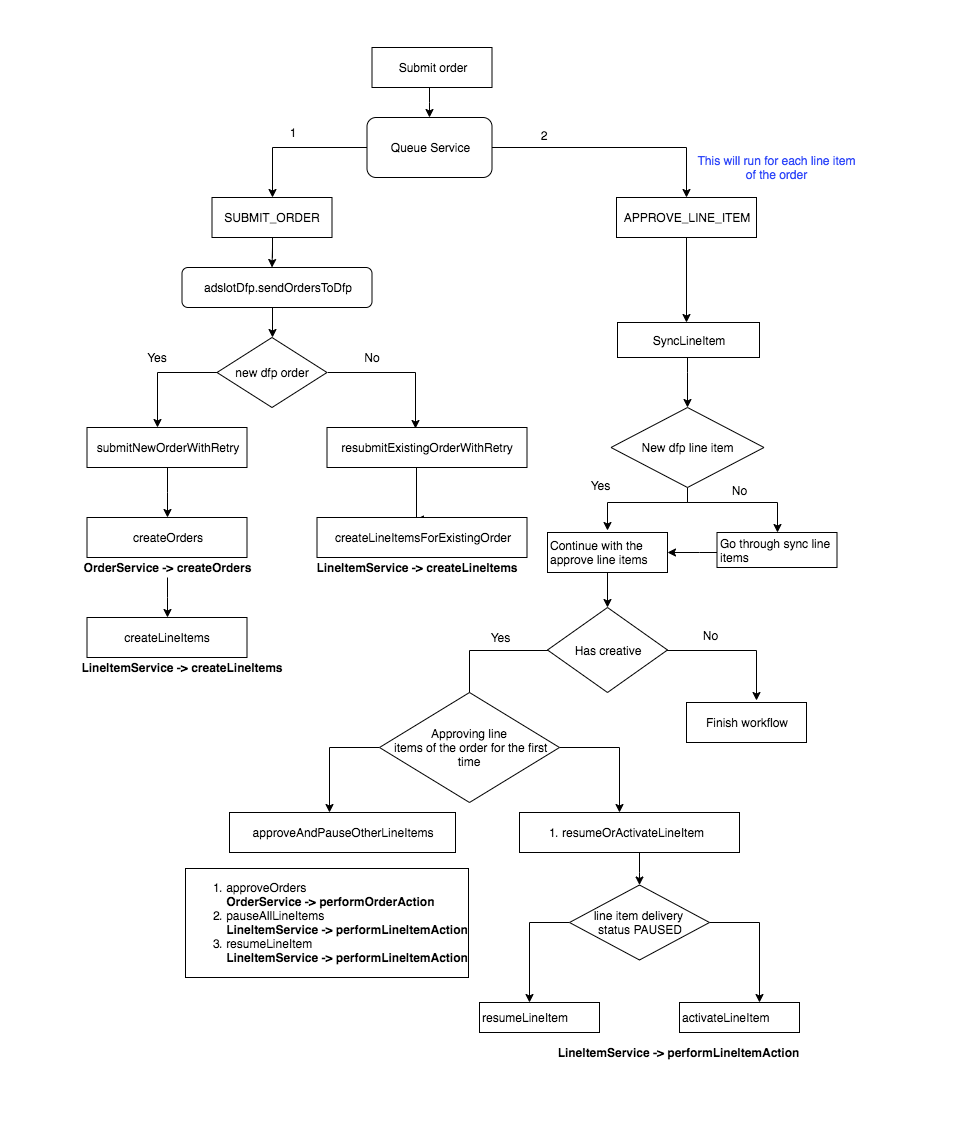 Submit order
Queue Service
1
2
This will run for each line item
of the order
SUBMIT_ORDER
APPROVE_LINE_ITEM
adslotDfp.sendOrdersToDfp
SyncLineItem
new dfp order
Yes
No
submitNewOrderWithRetry
resubmitExistingOrderWithRetry
New dfp line item
Yes
No
createOrders
OrderService -> createOrders
createLineItemsForExistingOrder
LineItemService -> createLineItems
Continue with the
approve line items
Go through sync line
items
createLineItems
LineItemService -> createLineItems
Has creative
Yes
No
Finish workflow
Approving line
items of the order for the first
time
approveAndPauseOtherLineItems
1. resumeOrActivateLineItem
1. approveOrders
OrderService -> performOrderAction
2. pauseAllLineItems
LineItemService -> performLineItemAction
3. resumeLineItem
LineItemService -> performLineItemAction
line item delivery
status PAUSED
resumeLineItem
activateLineItem
LineItemService -> performLineItemAction